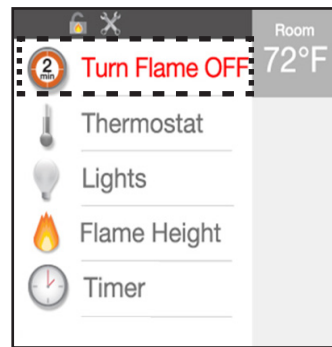 Room
72°F
2
min
Turn Flame OFF
Thermostat
Lights
Flame Height
Timer